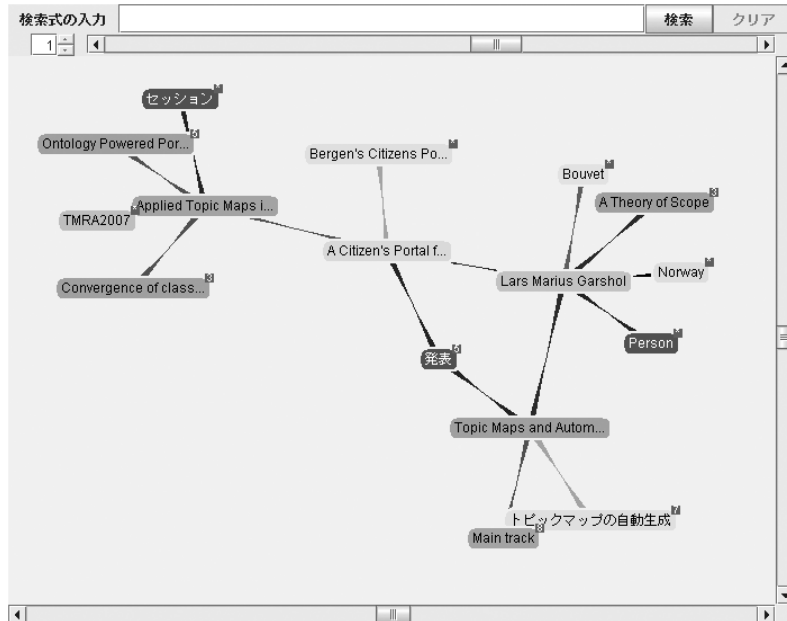 検索式の入力
検索
クリア
1
セッション
Ontology Powered Por...
Bergen's Citizens Po...
Bouvet
A Theory of Scope
Applied Topic Maps i...
TMRA2007
A Citizen's Portal f...
Norway
Lars Marius Garshol
Convergence of class...
Person
発表
Topic Maps and Autom...
トピックマップの自動生成
Main track